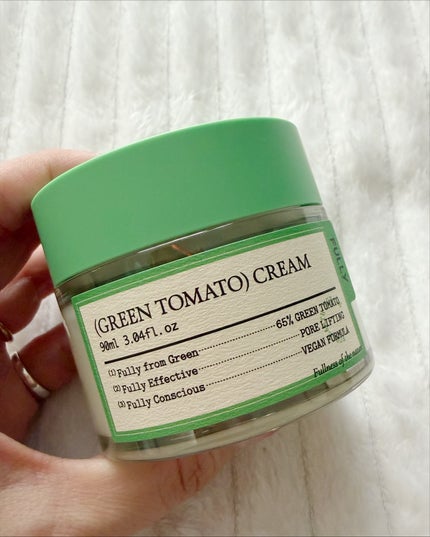 (GREEN TOMATO) CREAM
90ml 3.04fl.oz
(1) Fully from Green 65% GREEN TOMATO
(2) Fully Effective PORE LIFTING
(3) Fully Conscious VEGAN FORMULA
Fullness of the
FULLY